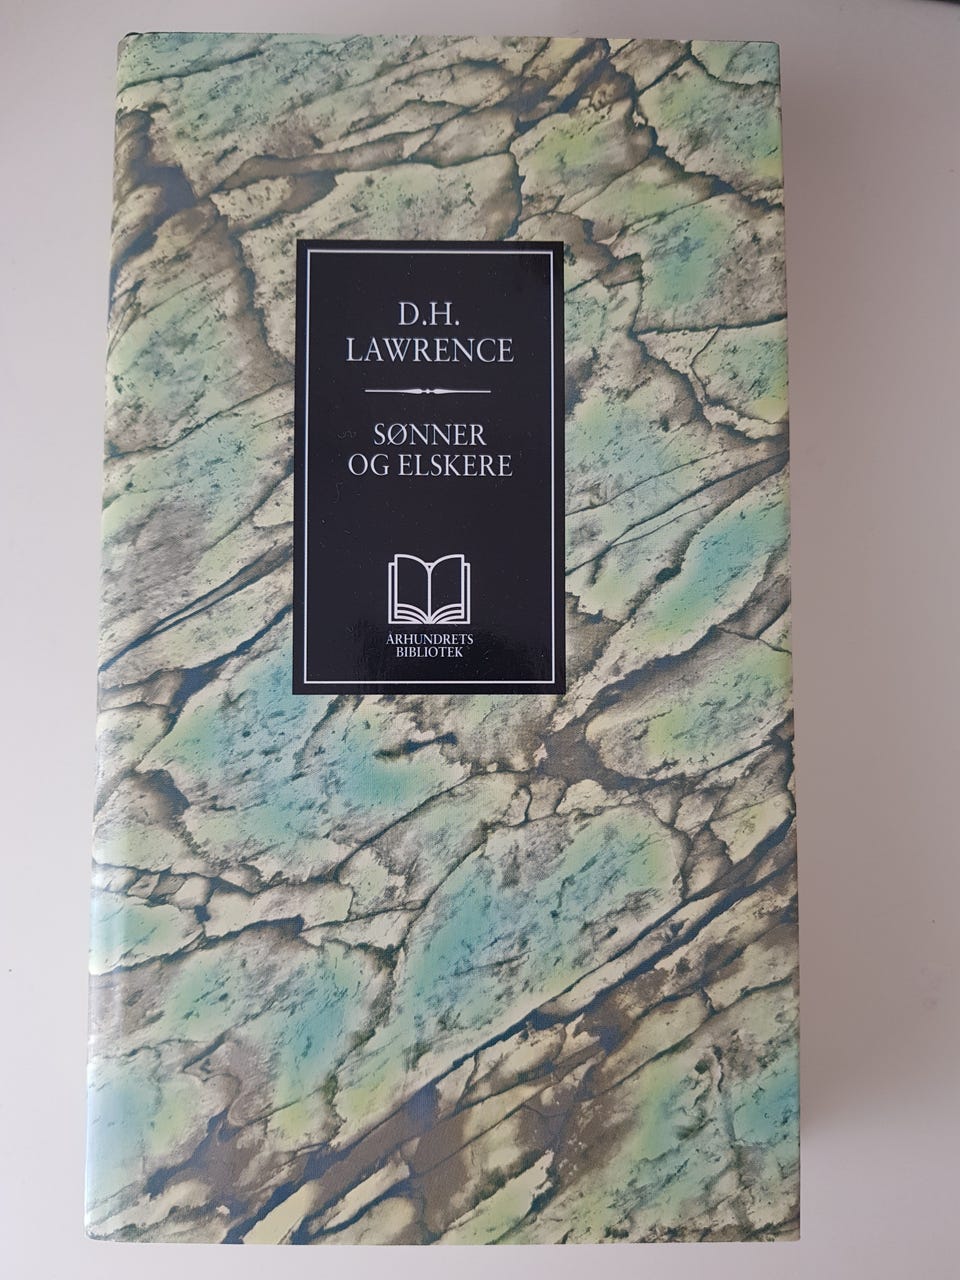 D.H.
LAWRENCE
SØNNER
OG ELSKERE
ÅRHUNDRETS
BIBLIOTEK